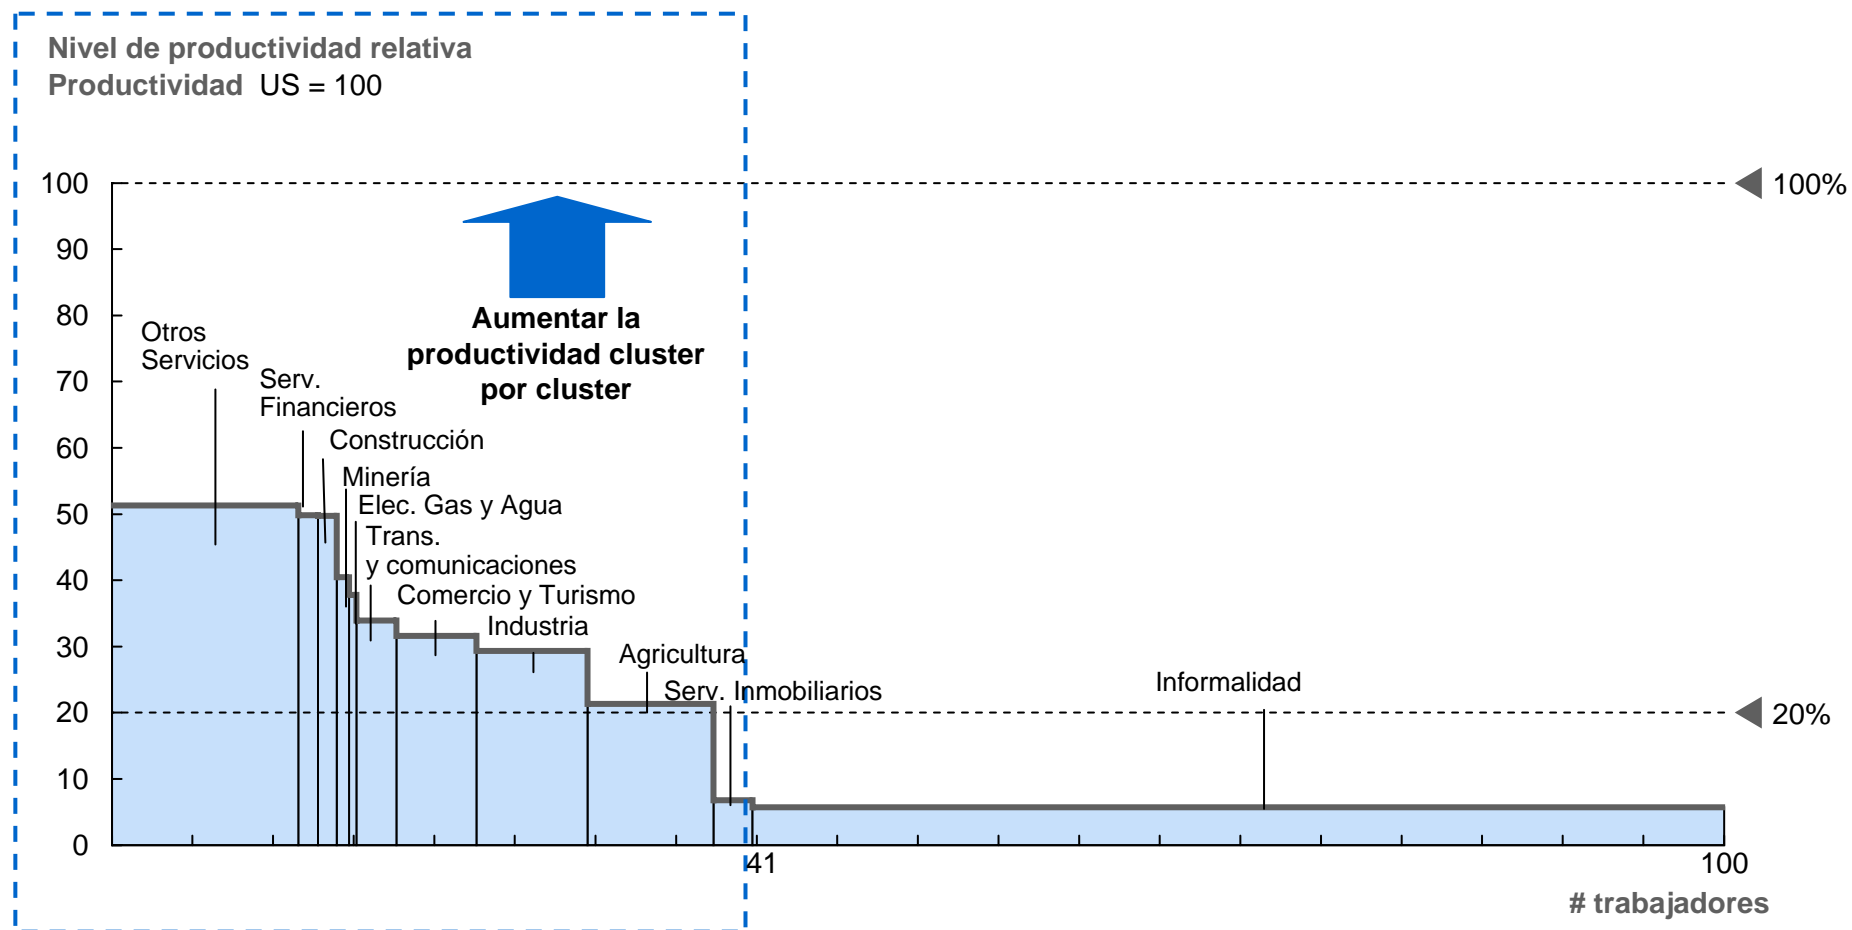 Nivel de productividad relativa
Productividad US = 100
100
90
80
70
60
50
40
30
20
10
0
100%
20%
Aumentar la
productividad cluster
por cluster
Otros
Servicios
Serv.
Financieros
Construcción
Minería
Elec. Gas y Agua
Trans.
y comunicaciones
Comercio y Turismo
Industria
Agricultura
Serv. Inmobiliarios
Informalidad
41
100
# trabajadores